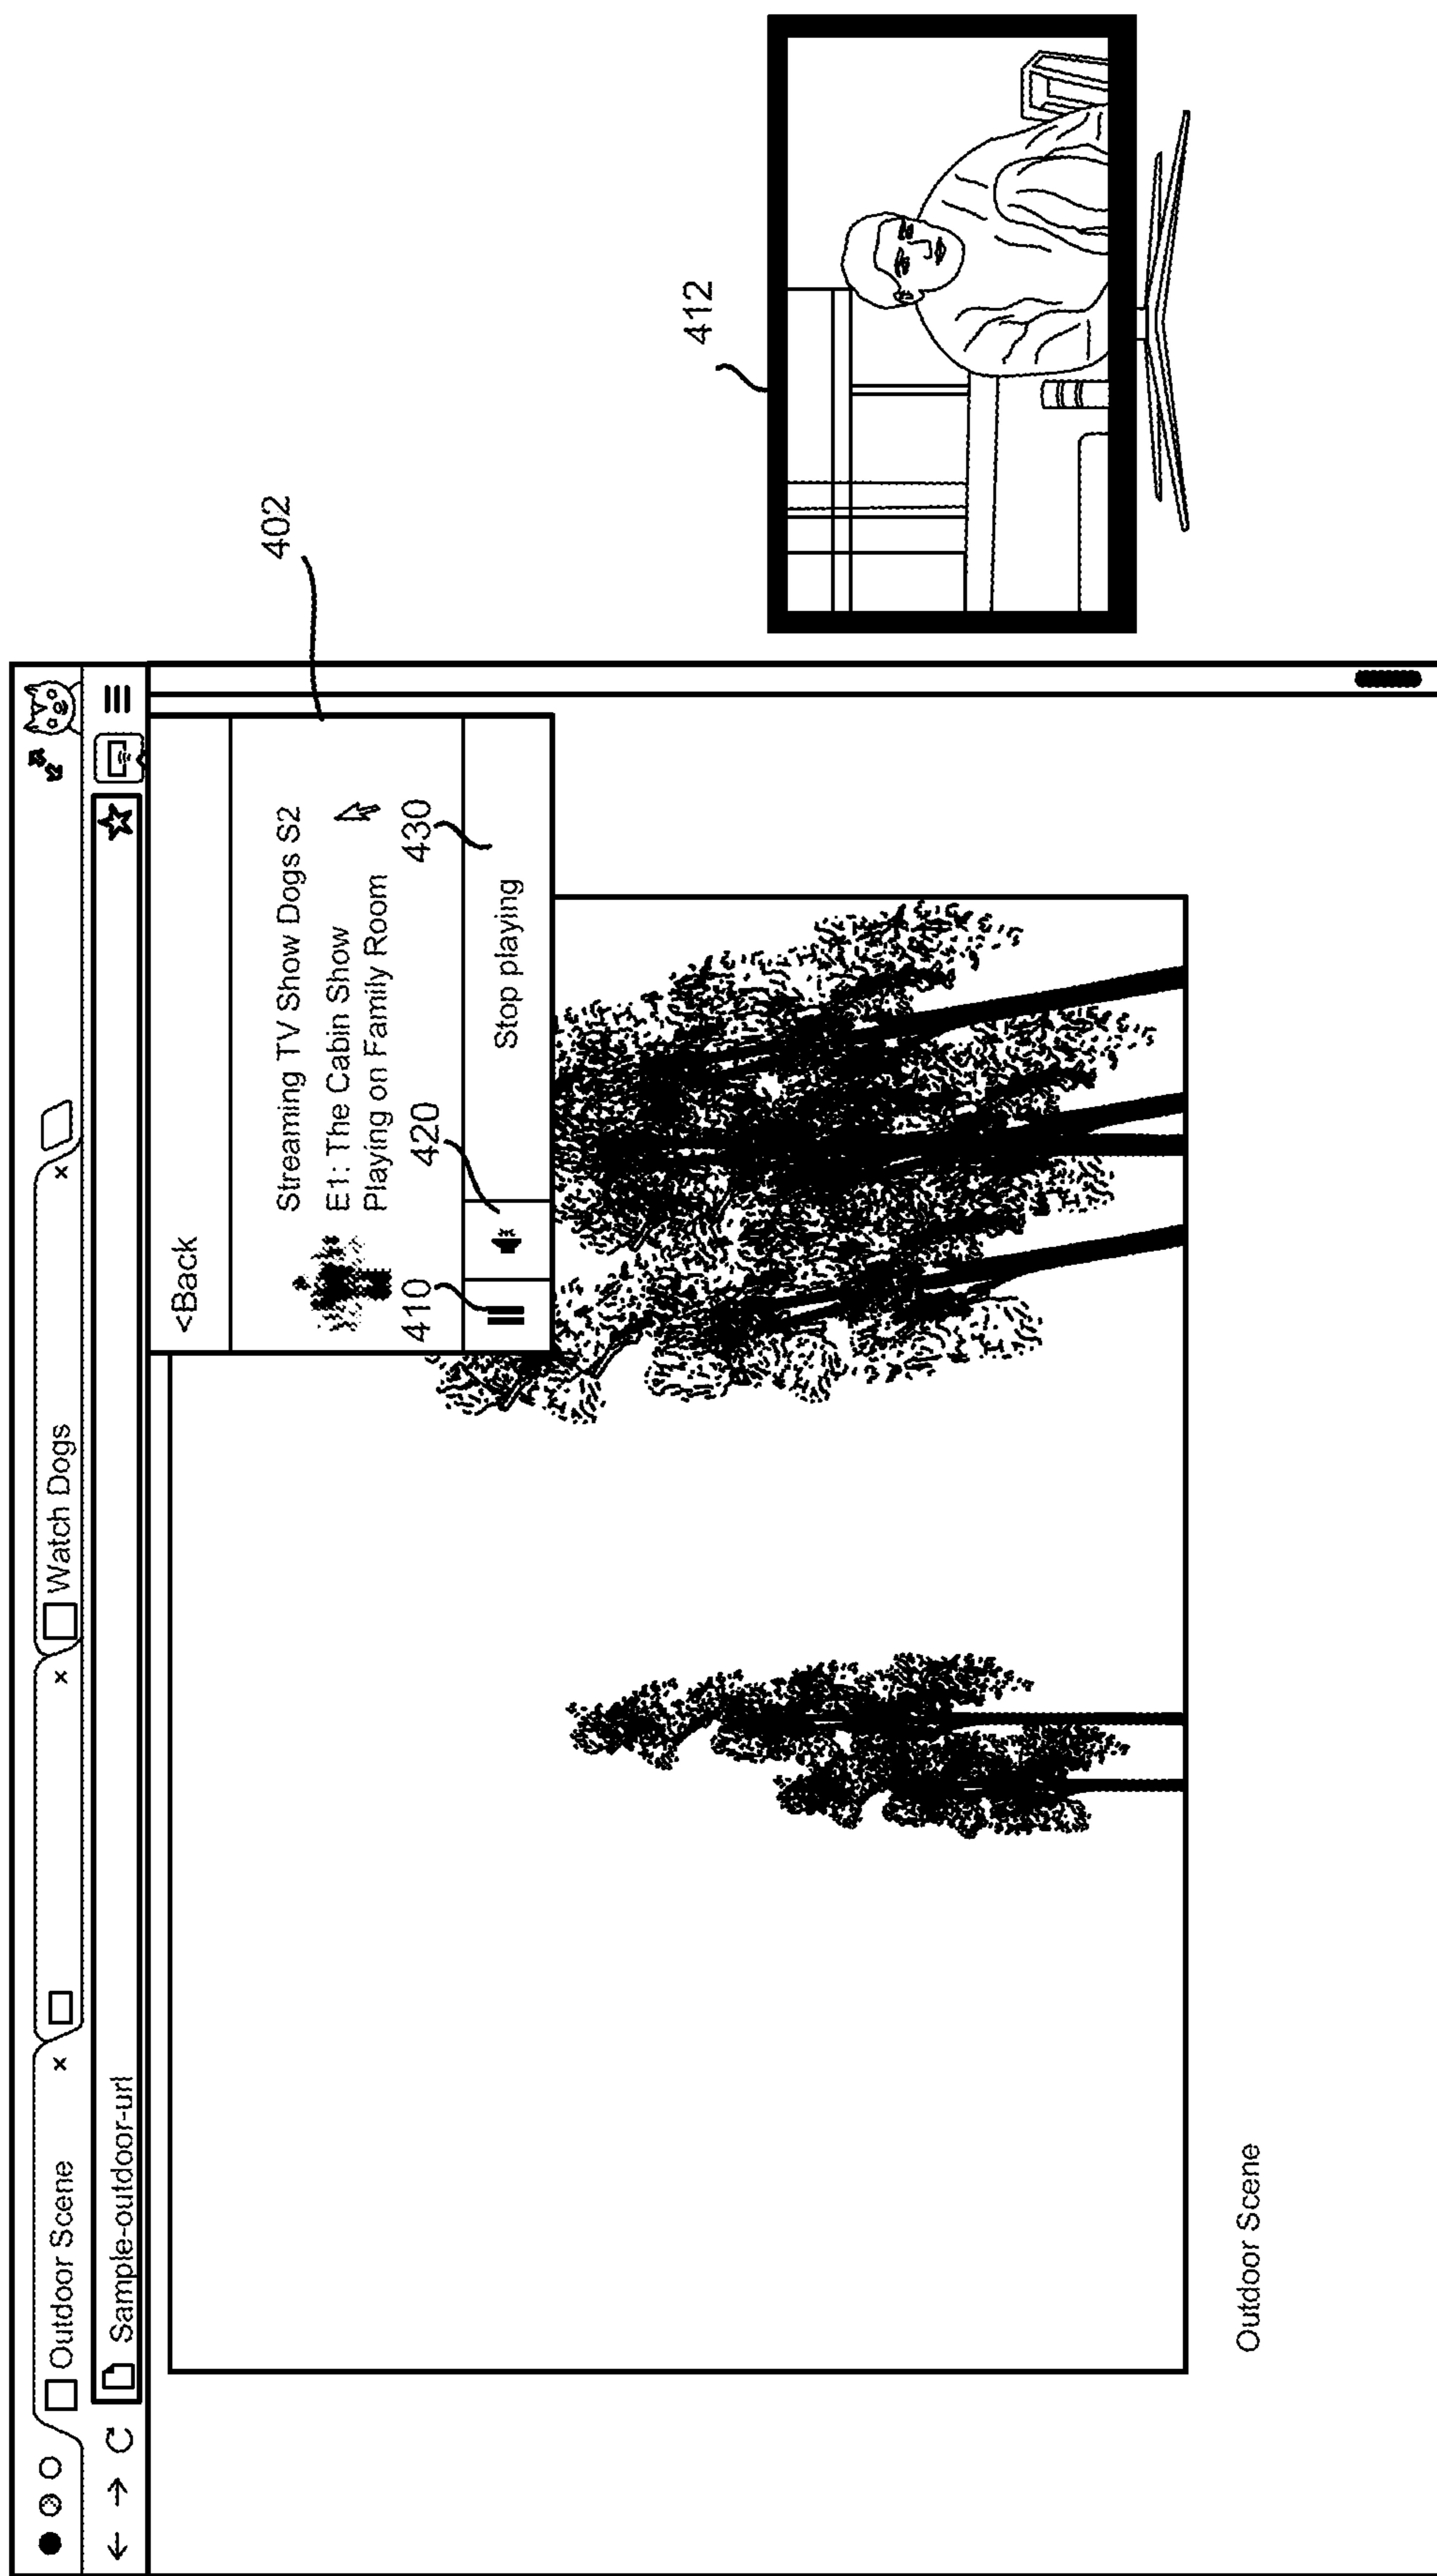 Outdoor Scene ×
×
Watch Dogs ×
Sample-outdoor-url
<Back
Streaming TV Show Dogs S2
E1: The Cabin Show
Playing on Family Room
Stop playing
402
410
420
430
412
Outdoor Scene